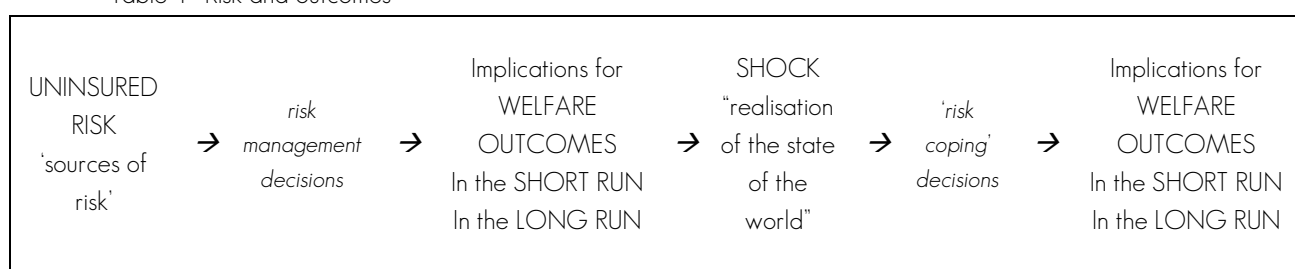 Table 1 Risk and outcomes
UNINSURED
RISK
‘sources of
risk’
→
risk
management
decisions
→
Implications for
WELFARE
OUTCOMES
In the SHORT RUN
In the LONG RUN
→
SHOCK
“realisation
of the state
of the
world”
→
‘risk
coping’
decisions
→
Implications for
WELFARE
OUTCOMES
In the SHORT RUN
In the LONG RUN